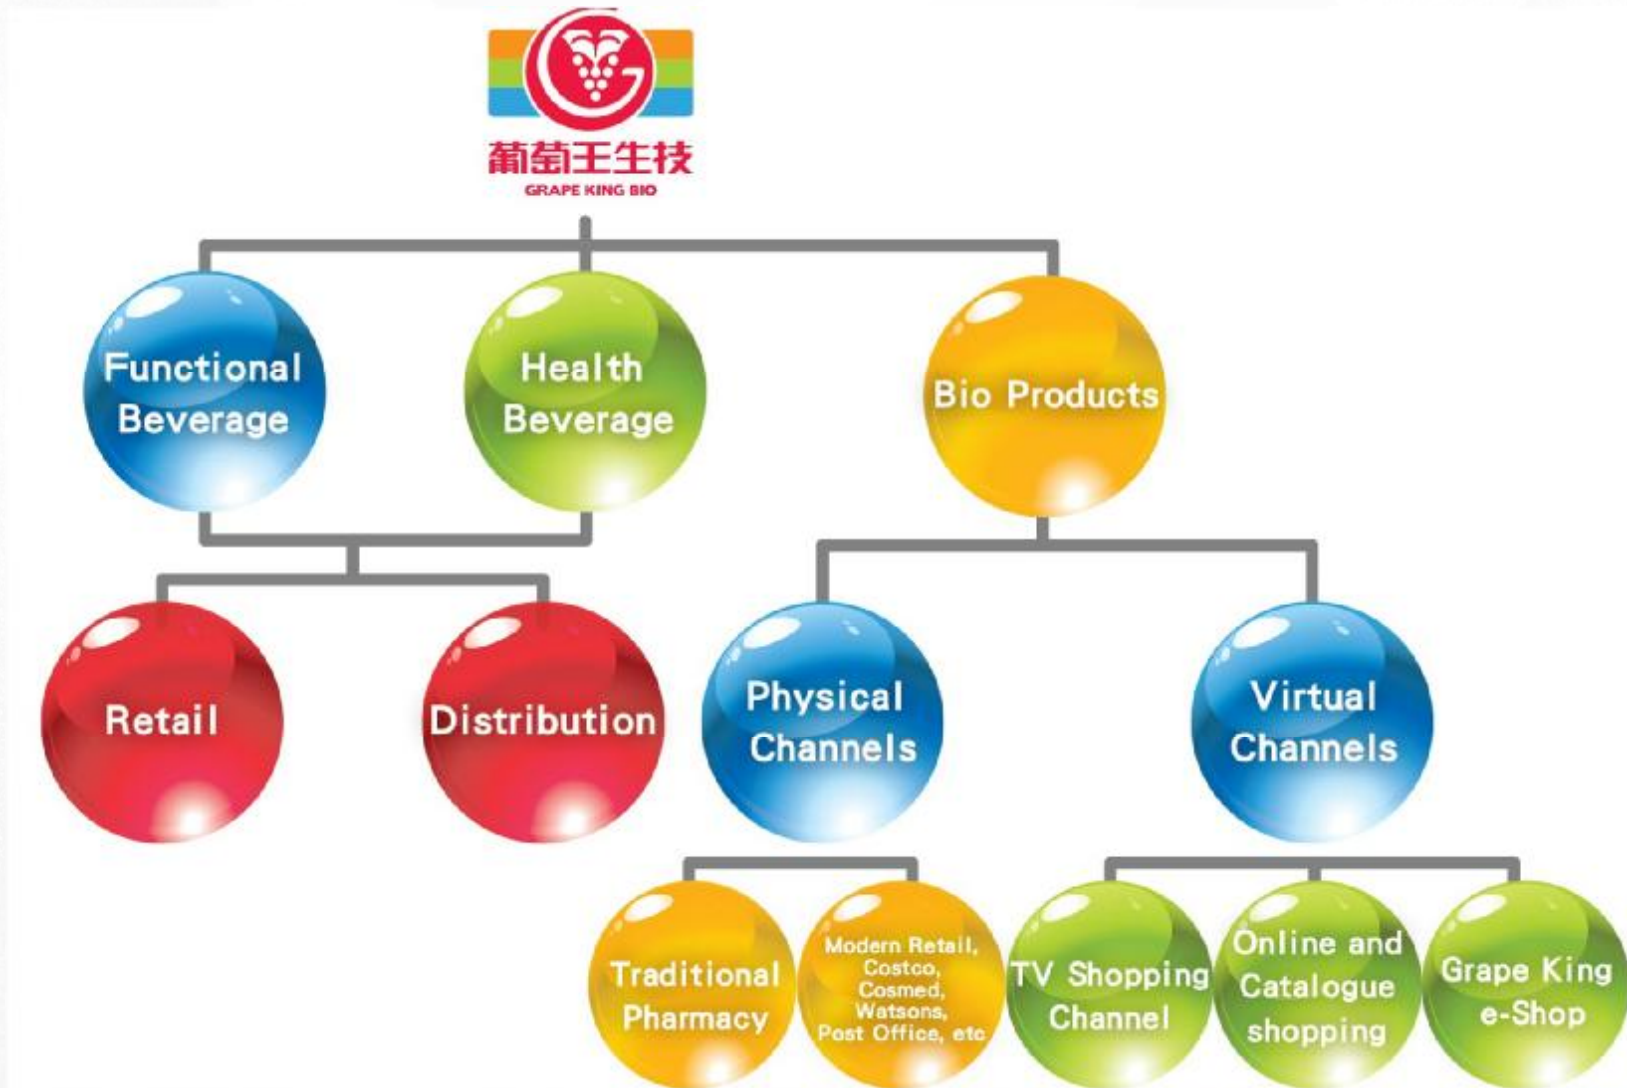 葡萄王生技
GRAPE KING BIO
Functional
Beverage
Health
Beverage
Bio Products
Retail
Distribution
Physical
Channels
Virtual
Channels
Traditional
Pharmacy
Modern Retail,
Costco,
Cosmed,
Watsons,
Post Office, etc
TV Shopping
Channel
Online and
Catalogue
shopping
Grape King
e-Shop